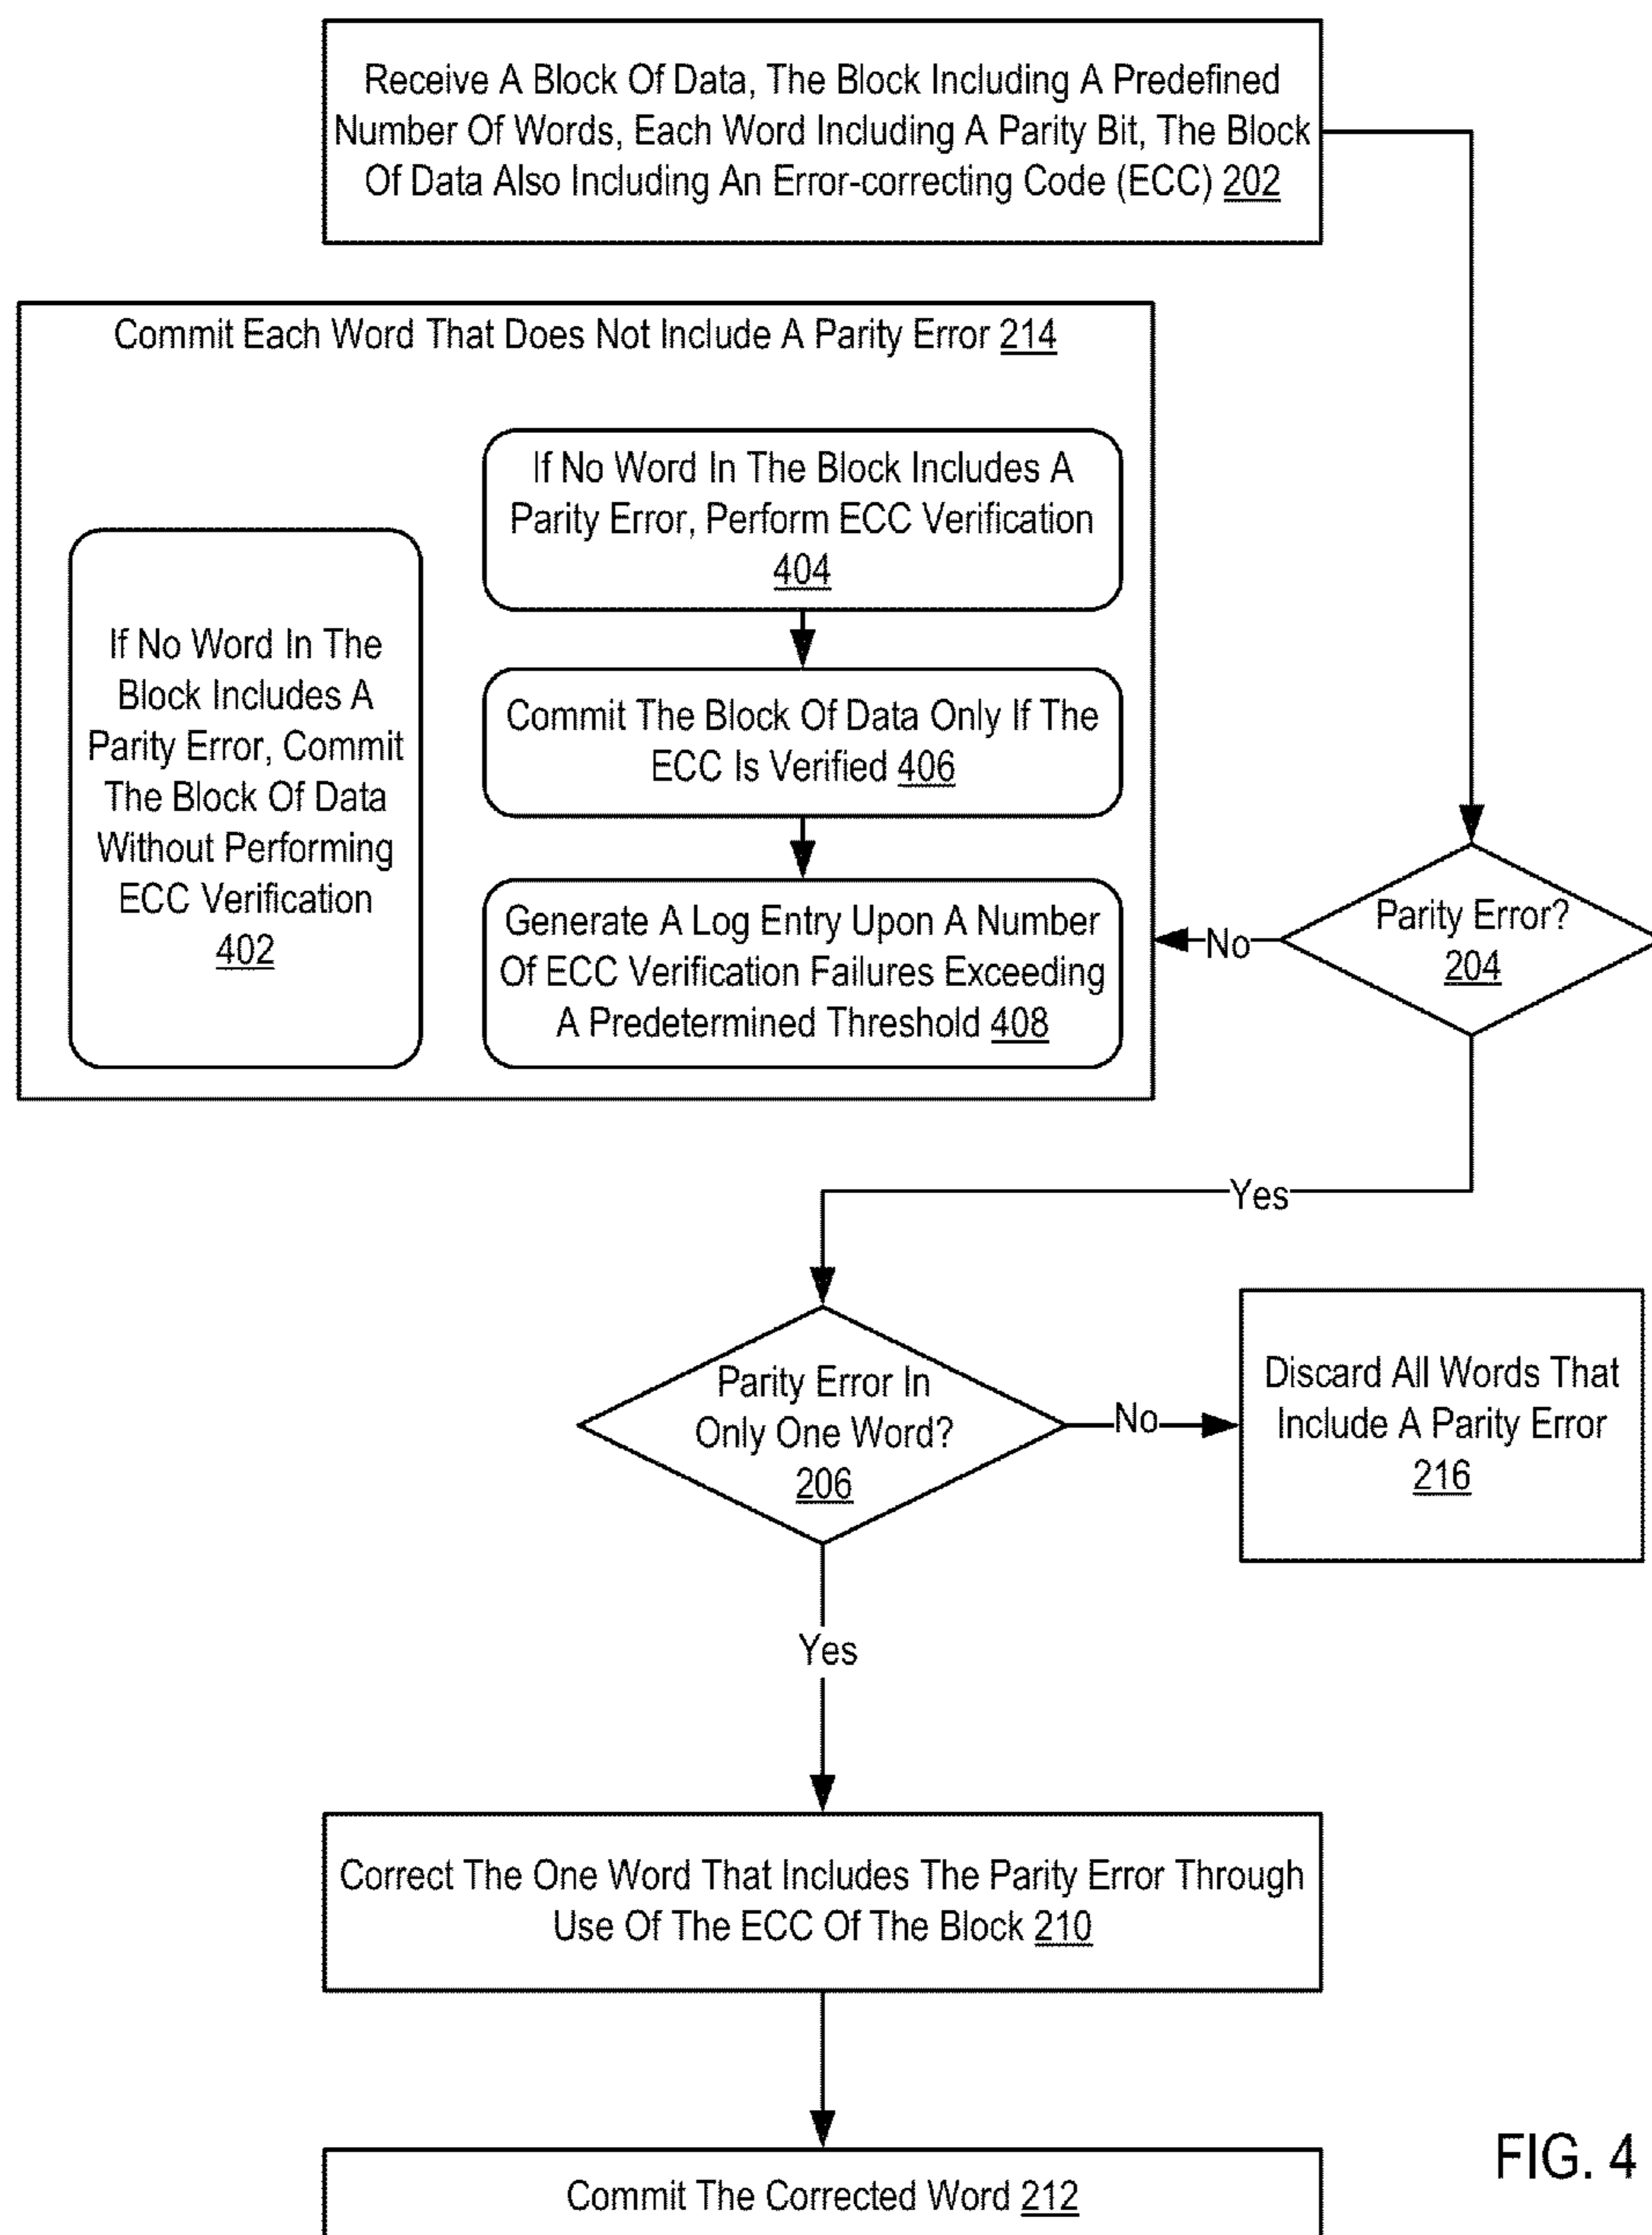 Receive A Block Of Data, The Block Including A Predefined
Number Of Words, Each Word Including A Parity Bit, The Block
Of Data Also Including An Error-correcting Code (ECC) 202
Commit Each Word That Does Not Include A Parity Error 214
If No Word In The
Block Includes A
Parity Error, Commit
The Block Of Data
Without Performing
ECC Verification
402
If No Word In The Block Includes A
Parity Error, Perform ECC Verification
404
Commit The Block Of Data Only If The
ECC Is Verified 406
Generate A Log Entry Upon A Number
Of ECC Verification Failures Exceeding
A Predetermined Threshold 408
No
Parity Error?
204
Yes
Parity Error In
Only One Word?
206
No
Discard All Words That
Include A Parity Error
216
Yes
Correct The One Word That Includes The Parity Error Through
Use Of The ECC Of The Block 210
Commit The Corrected Word 212
FIG. 4